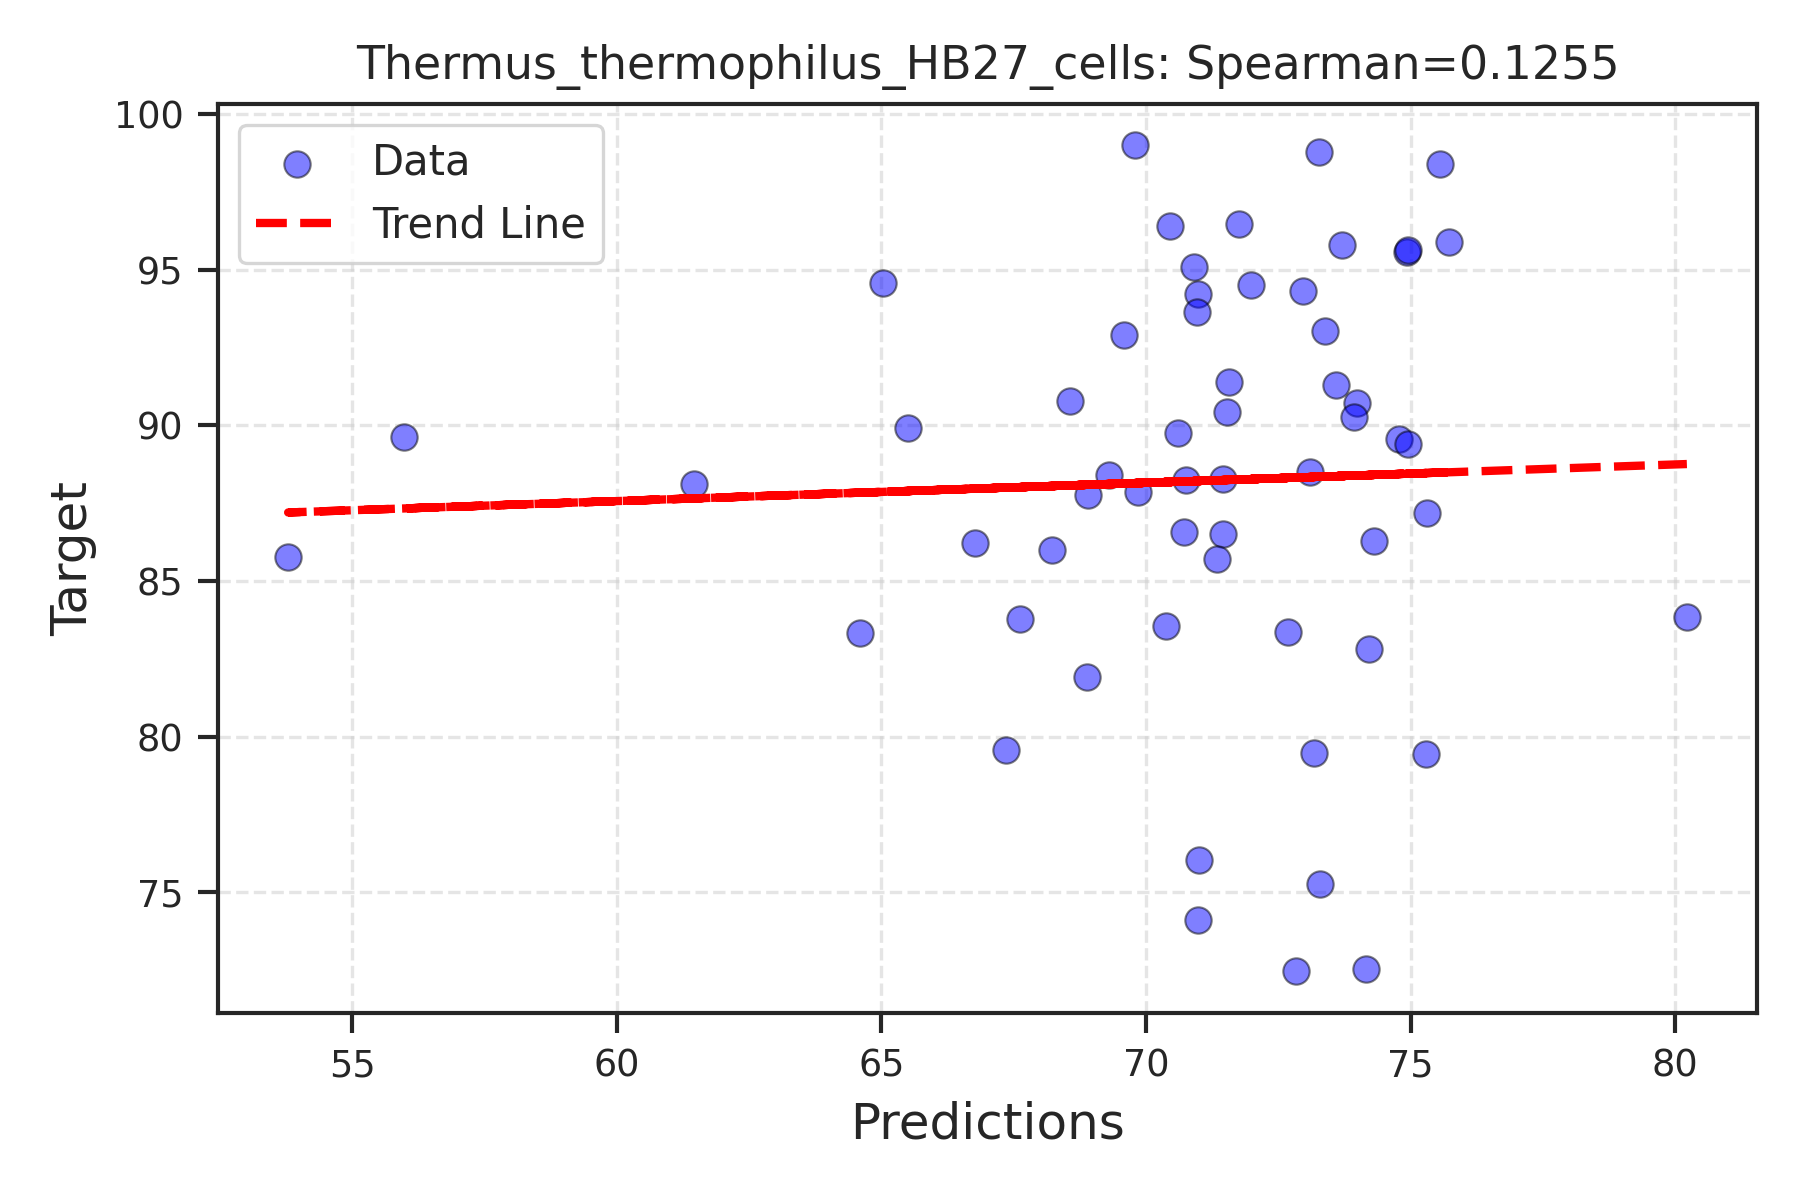 Thermus_thermophilus_HB27_cells: Spearman=0.1255
Data
Trend Line
100
95
90
85
80
75
Target
55
60
65
70
75
80
Predictions